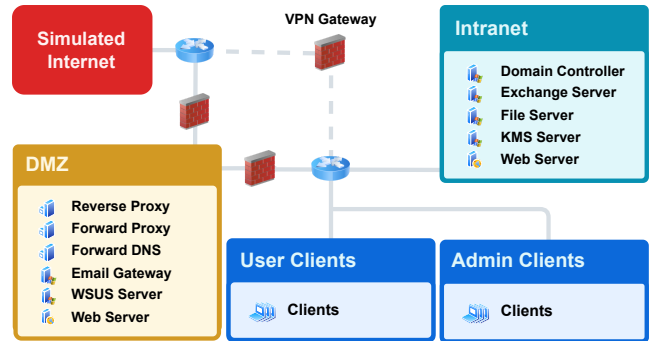 Simulated
Internet
VPN Gateway
Intranet
Domain Controller
Exchange Server
File Server
KMS Server
Web Server
DMZ
Reverse Proxy
Forward Proxy
Forward DNS
Email Gateway
WSUS Server
Web Server
User Clients
Clients
Admin Clients
Clients